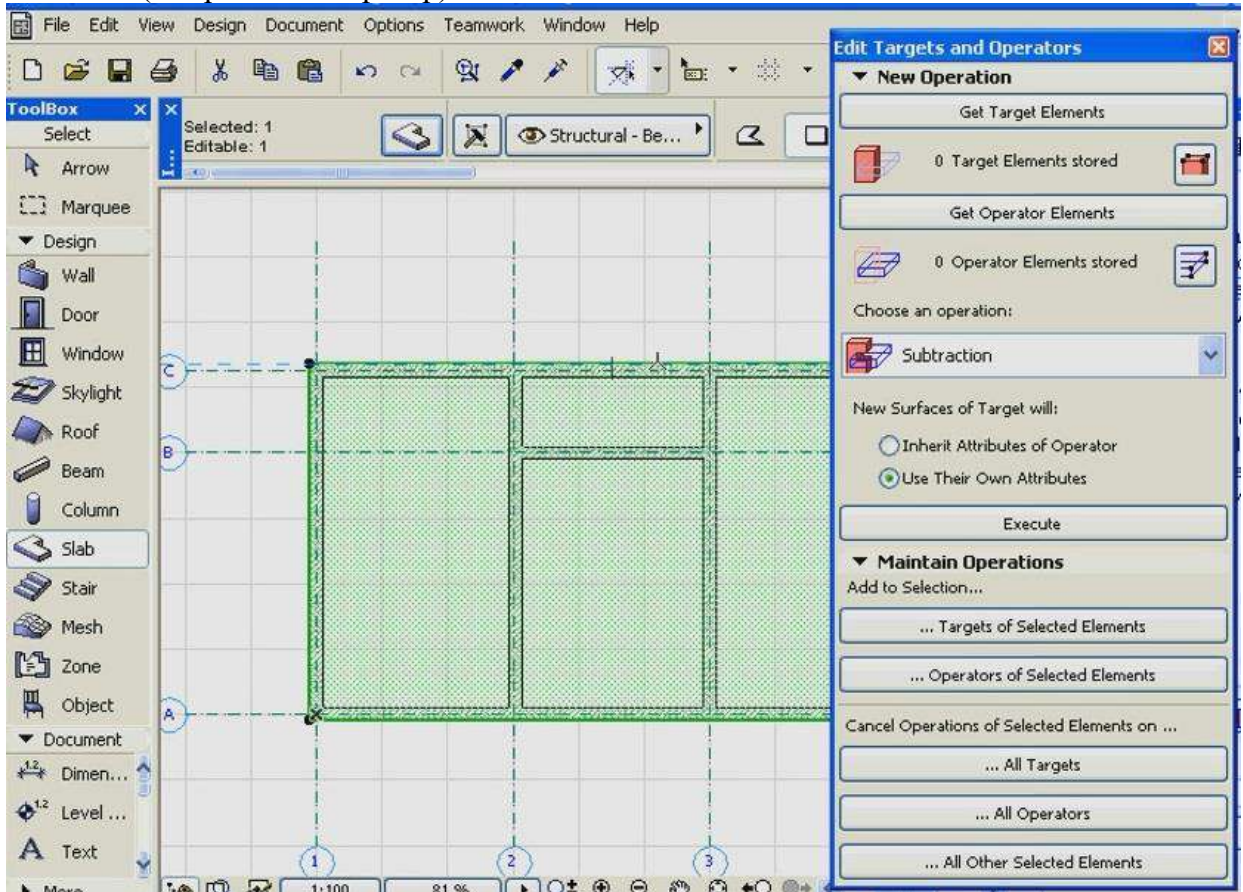 File Edit View Design Document Options Teamwork Window Help
Edit Targets and Operators
New Operation
Get Target Elements
0 Target Elements stored
Get Operator Elements
0 Operator Elements stored
Choose an operation:
Subtraction
New Surfaces of Target will:
Inherit Attributes of Operator
Use Their Own Attributes
Execute
Maintain Operations
Add to Selection...
... Targets of Selected Elements
... Operators of Selected Elements
Cancel Operations of Selected Elements on ...
... All Targets
... All Operators
... All Other Selected Elements
ToolBox
Select
Arrow
Marquee
Design
Wall
Door
Window
Skylight
Roof
Beam
Column
Slab
Stair
Mesh
Zone
Object
Document
1.2 Dimen...
1.2 Level ...
A Text
More
Selected: 1
Editable: 1
Structural - Be...
C
B
A
1 2 3
1:100 81 %